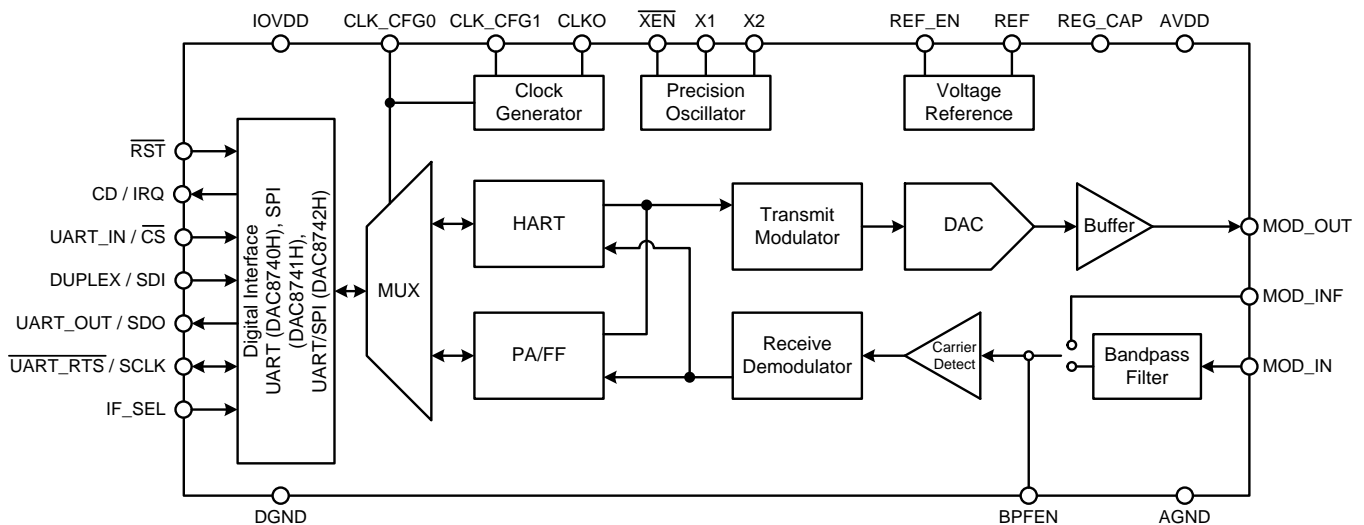 IOVDD
CLK_CFG0
CLK_CFG1
CLKO
XEN
X1
X2
REF_EN
REF
REG_CAP
AVDD
Clock
Generator
Precision
Oscillator
Voltage
Reference
RST
CD / IRQ
UART_IN / CS
DUPLEX / SDI
UART_OUT / SDO
UART_RTS / SCLK
IF_SEL
Digital Interface
UART (DAC8740H), SPI
(DAC8741H),
UART/SPI (DAC8742H)
MUX
HART
PA/FF
Transmit
Modulator
DAC
Buffer
MOD_OUT
MOD_INF
Receive
Demodulator
Carrier
Detect
Bandpass
Filter
MOD_IN
DGND
BPFEN
AGND